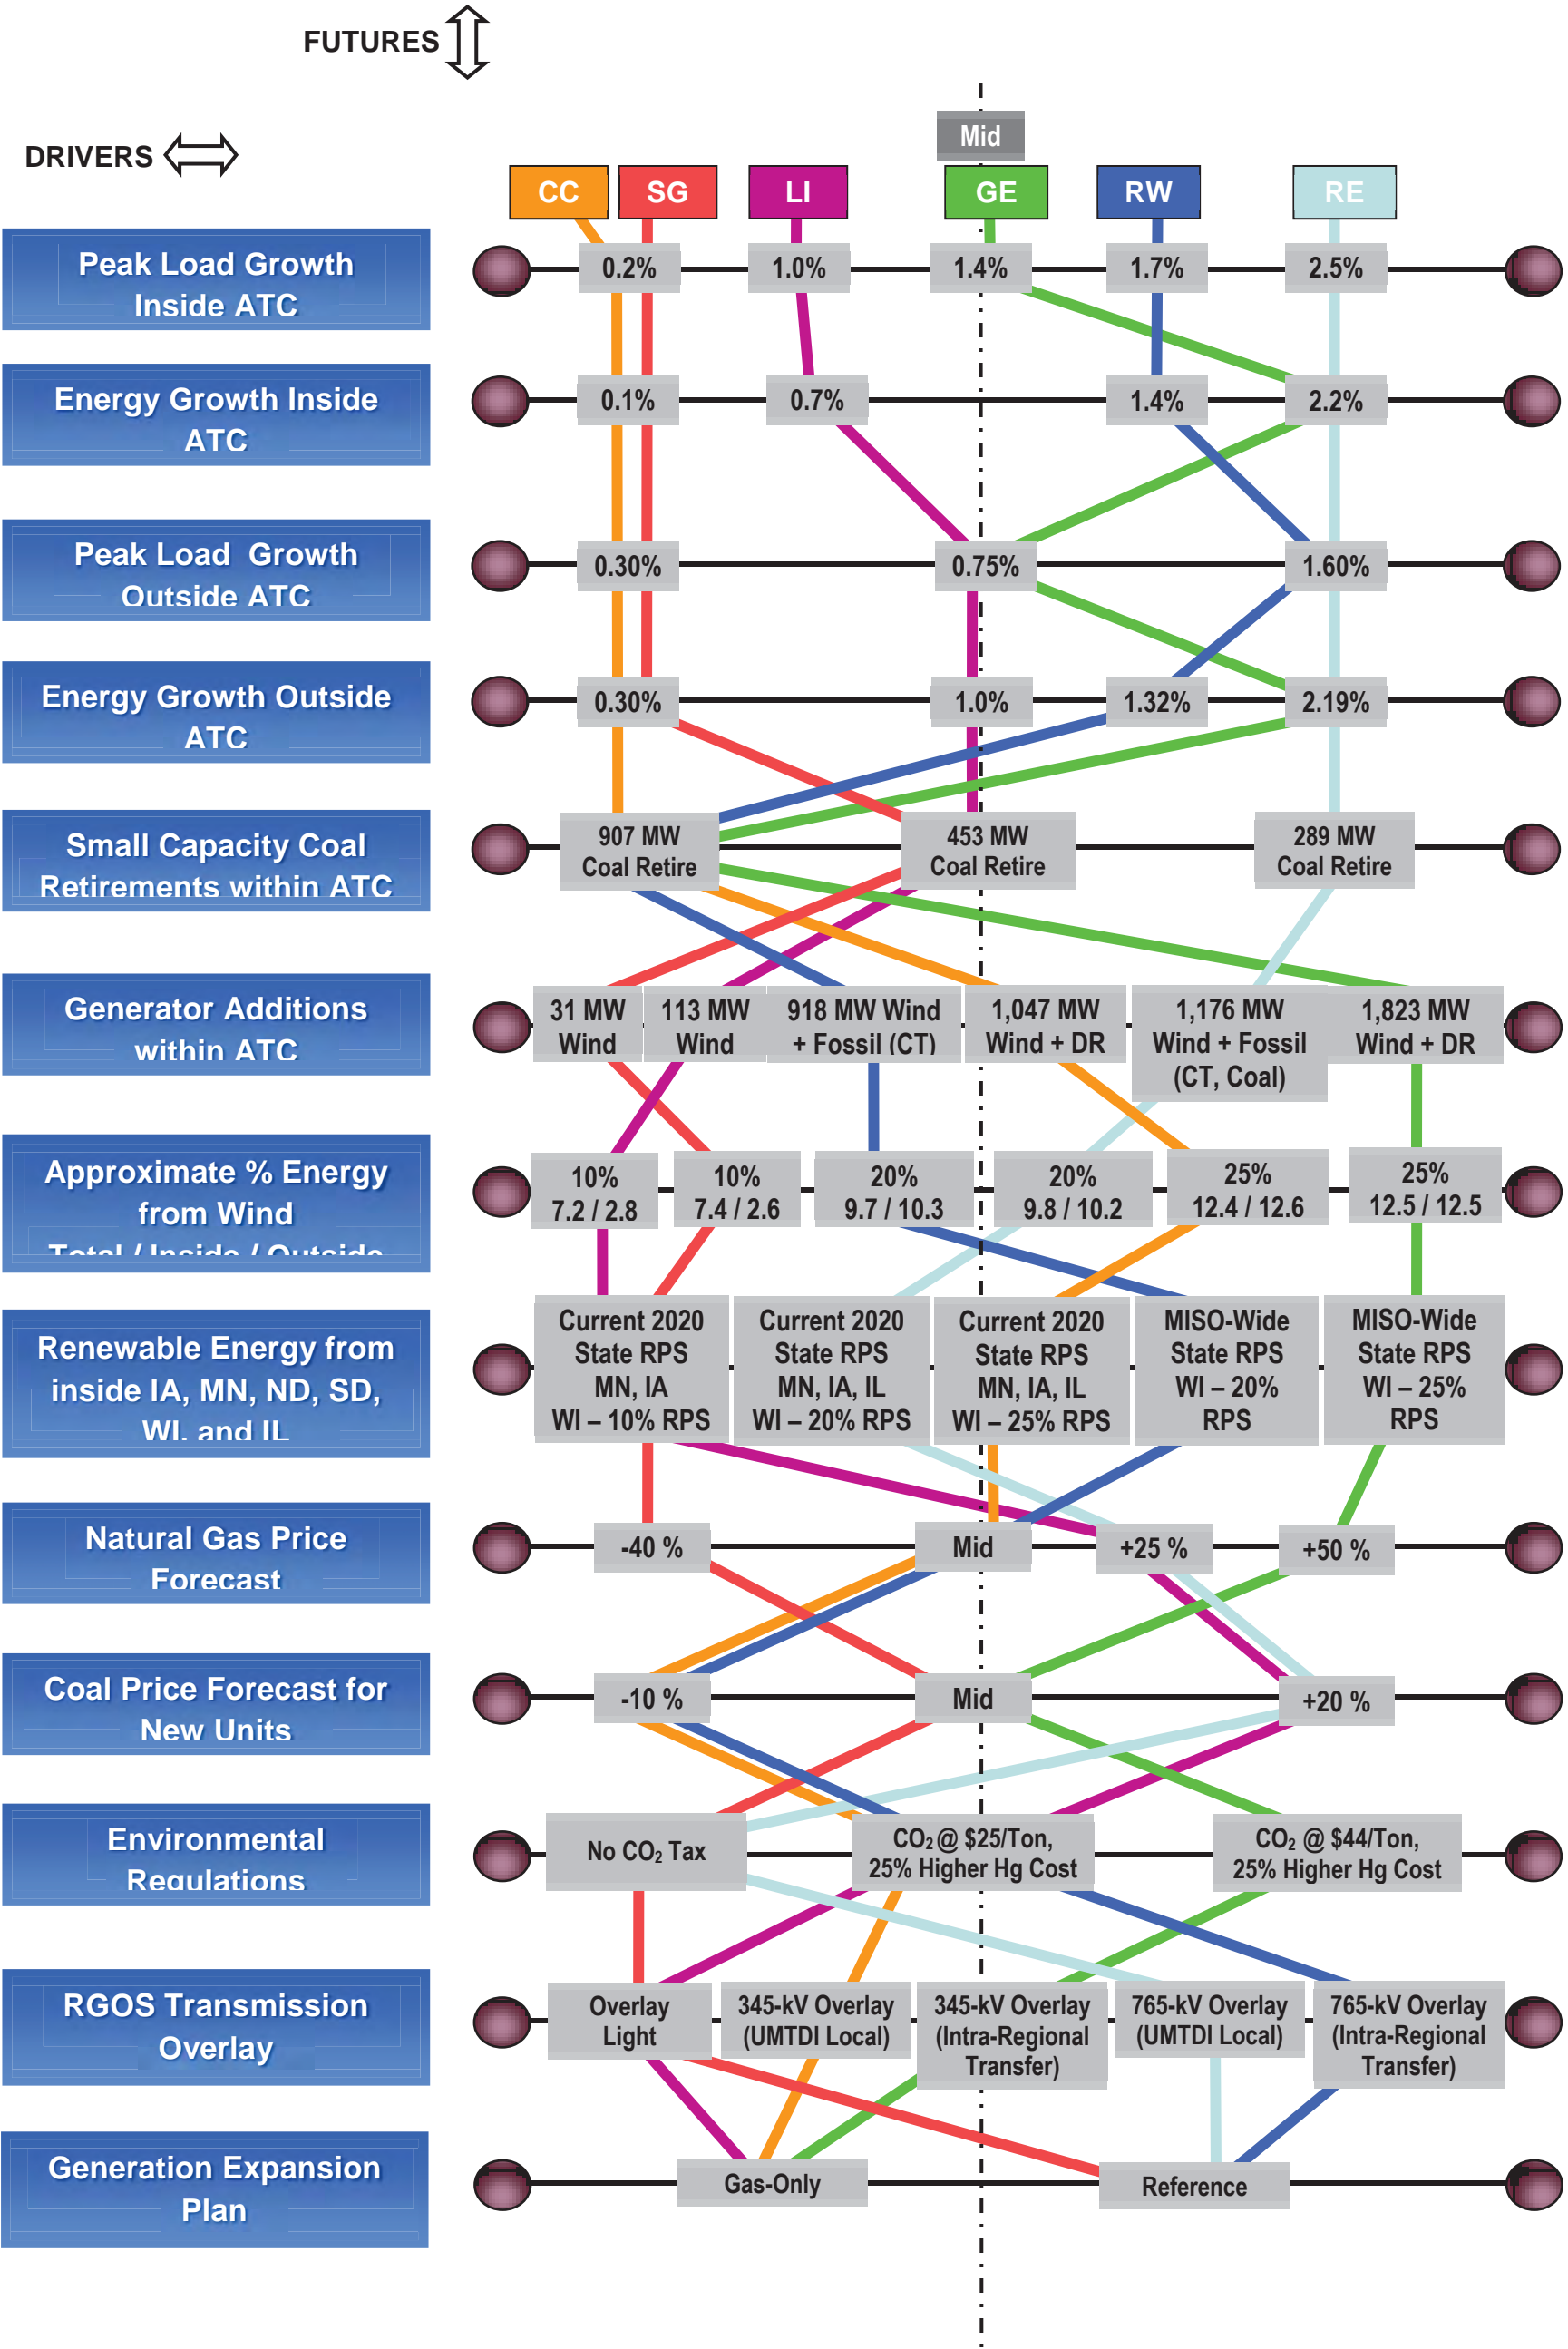 FUTURES
DRIVERS
Mid
CC SG LI GE RW RE
Peak Load Growth
Inside ATC
0.2% 1.0% 1.4% 1.7% 2.5%
Energy Growth Inside
ATC
0.1% 0.7% 1.4% 2.2%
Peak Load Growth
Outside ATC
0.30% 0.75% 1.60%
Energy Growth Outside
ATC
0.30% 1.0% 1.32% 2.19%
Small Capacity Coal
Retirements within ATC
907 MW
Coal Retire
453 MW
Coal Retire
289 MW
Coal Retire
Generator Additions
within ATC
31 MW
Wind
113 MW
Wind
918 MW Wind
+ Fossil (CT)
1,047 MW
Wind + DR
1,176 MW
Wind + Fossil
(CT, Coal)
1,823 MW
Wind + DR
Approximate % Energy
from Wind
Total / Inside / Outside
10%
7.2 / 2.8
10%
7.4 / 2.6
20%
9.7 / 10.3
20%
9.8 / 10.2
25%
12.4 / 12.6
25%
12.5 / 12.5
Renewable Energy from
inside IA, MN, ND, SD,
WI, and IL
Current 2020
State RPS
MN, IA
WI – 10% RPS
Current 2020
State RPS
MN, IA, IL
WI – 20% RPS
Current 2020
State RPS
MN, IA, IL
WI – 25% RPS
MISO-Wide
State RPS
WI – 20%
RPS
MISO-Wide
State RPS
WI – 25%
RPS
Natural Gas Price
Forecast
-40 % Mid +25 % +50 %
Coal Price Forecast for
New Units
-10 % Mid +20 %
Environmental
Regulations
No CO₂ Tax
CO₂ @ $25/Ton,
25% Higher Hg Cost
CO₂ @ $44/Ton,
25% Higher Hg Cost
RGOS Transmission
Overlay
Overlay
Light
345-kV Overlay
(UMTDI Local)
345-kV Overlay
(Intra-Regional
Transfer)
765-kV Overlay
(UMTDI Local)
765-kV Overlay
(Intra-Regional
Transfer)
Generation Expansion
Plan
Gas-Only Reference